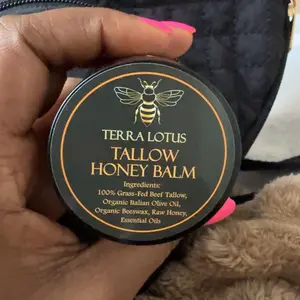 TERRA LOTUS
TALLOW
HONEY BALM
Ingredients:
100% Grass-Fed Beef Tallow,
Organic Italian Olive Oil,
Organic Beeswax, Raw Honey,
Essential Oils